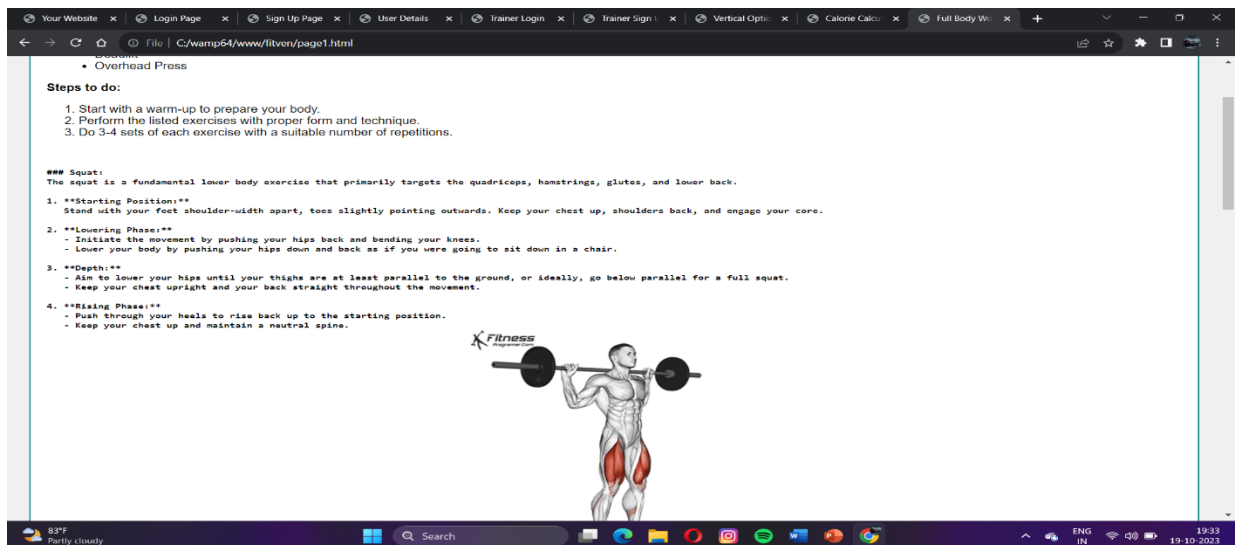 Your Website
Login Page
Sign Up Page
User Details
Trainer Login
Trainer Sign
Vertical Optio
Calorie Calcu
Full Body Wo
File | C:/wamp64/www/fitven/page1.html
• Overhead Press
Steps to do:
1. Start with a warm-up to prepare your body.
2. Perform the listed exercises with proper form and technique.
3. Do 3-4 sets of each exercise with a suitable number of repetitions.
### Squat:
The squat is a fundamental lower body exercise that primarily targets the quadriceps, hamstrings, glutes, and lower back.
1. **Starting Position:**
Stand with your feet shoulder-width apart, toes slightly pointing outwards. Keep your chest up, shoulders back, and engage your core.
2. **Lowering Phase:**
- Initiate the movement by pushing your hips back and bending your knees.
- Lower your body by pushing your hips down and back as if you were going to sit down in a chair.
3. **Depth:**
- Aim to lower your hips until your thighs are at least parallel to the ground, or ideally, go below parallel for a full squat.
- Keep your chest upright and your back straight throughout the movement.
4. **Rising Phase:**
- Push through your heels to rise back up to the starting position.
- Keep your chest up and maintain a neutral spine.
Fitness
Programer.Com
83°F
Partly cloudy
Search
ENG
IN
19:33
19-10-2023